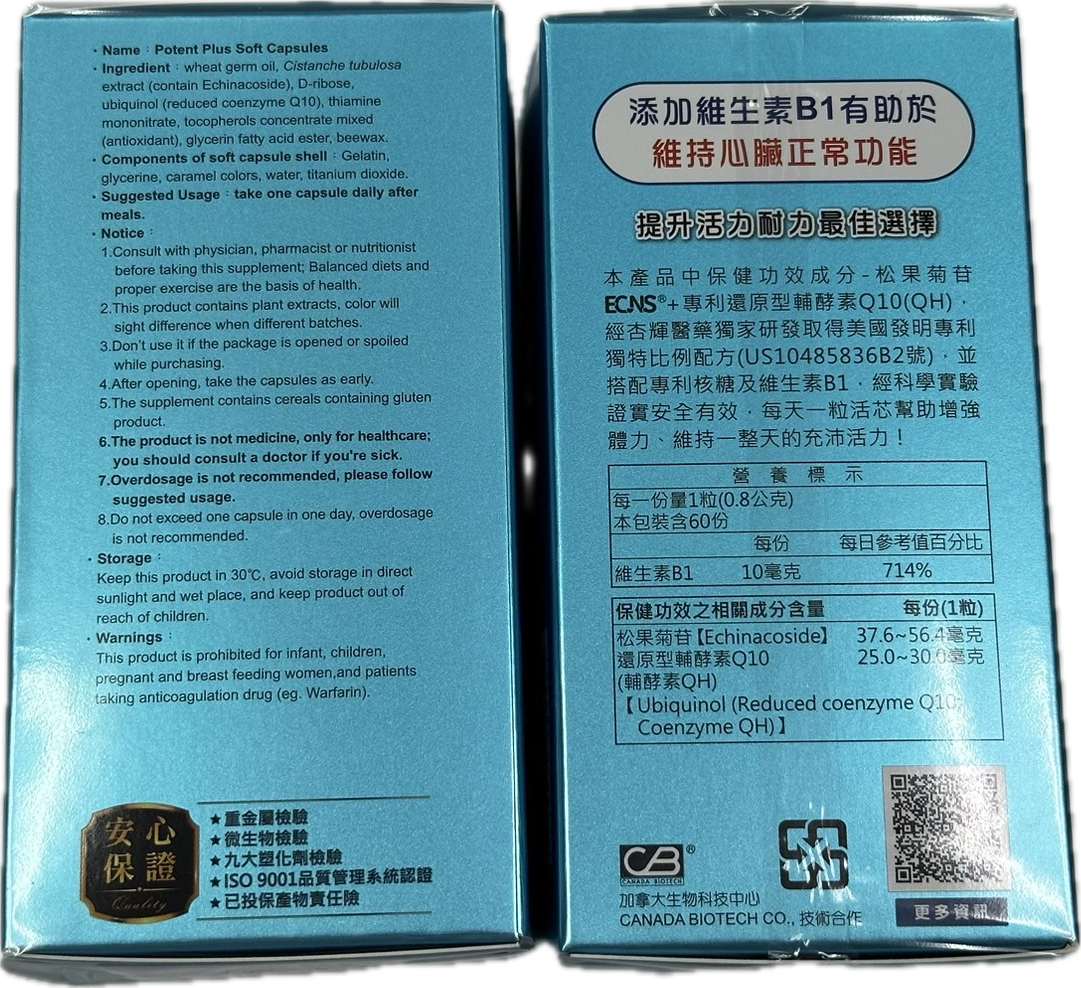 · Name：Potent Plus Soft Capsules
· Ingredient：wheat germ oil, Cistanche tubulosa
extract (contain Echinacoside), D-ribose,
ubiquinol (reduced coenzyme Q10), thiamine
mononitrate, tocopherols concentrate mixed
(antioxidant), glycerin fatty acid ester, beewax.
· Components of soft capsule shell：Gelatin,
glycerine, caramel colors, water, titanium dioxide.
· Suggested Usage：take one capsule daily after
meals.
· Notice：
1.Consult with physician, pharmacist or nutritionist
before taking this supplement; Balanced diets and
proper exercise are the basis of health.
2.This product contains plant extracts, color will
sight difference when different batches.
3.Don't use it if the package is opened or spoiled
while purchasing.
4.After opening, take the capsules as early.
5.The supplement contains cereals containing gluten
product.
6.The product is not medicine, only for healthcare;
you should consult a doctor if you're sick.
7.Overdosage is not recommended, please follow
suggested usage.
8.Do not exceed one capsule in one day, overdosage
is not recommended.
· Storage：
Keep this product in 30℃, avoid storage in direct
sunlight and wet place, and keep product out of
reach of children.
· Warnings：
This product is prohibited for infant, children,
pregnant and breast feeding women,and patients
taking anticoagulation drug (eg. Warfarin).
安心
保證
Quality
★重金屬檢驗
★微生物檢驗
★九大塑化劑檢驗
★ISO 9001品質管理系統認證
★已投保產物責任險
添加維生素B1有助於
維持心臟正常功能
提升活力耐力最佳選擇
本產品中保健功效成分-松果菊苷
ECNS®+專利還原型輔酵素Q10(QH)，
經杏輝醫藥獨家研發取得美國發明專利
獨特比例配方(US10485836B2號)，並
搭配專利核糖及維生素B1，經科學實驗
證實安全有效，每天一粒活芯幫助增強
體力、維持一整天的充沛活力！
營養標示
每一份量1粒(0.8公克)
本包裝含60份
每份 每日參考值百分比
維生素B1 10毫克 714%
保健功效之相關成分含量 每份(1粒)
松果菊苷【Echinacoside】 37.6~56.4毫克
還原型輔酵素Q10 25.0~30.0毫克
(輔酵素QH)
【Ubiquinol (Reduced coenzyme Q10;
Coenzyme QH)】
CB®
CANADA BIOTECH
加拿大生物科技中心
CANADA BIOTECH CO., 技術合作
更多資訊